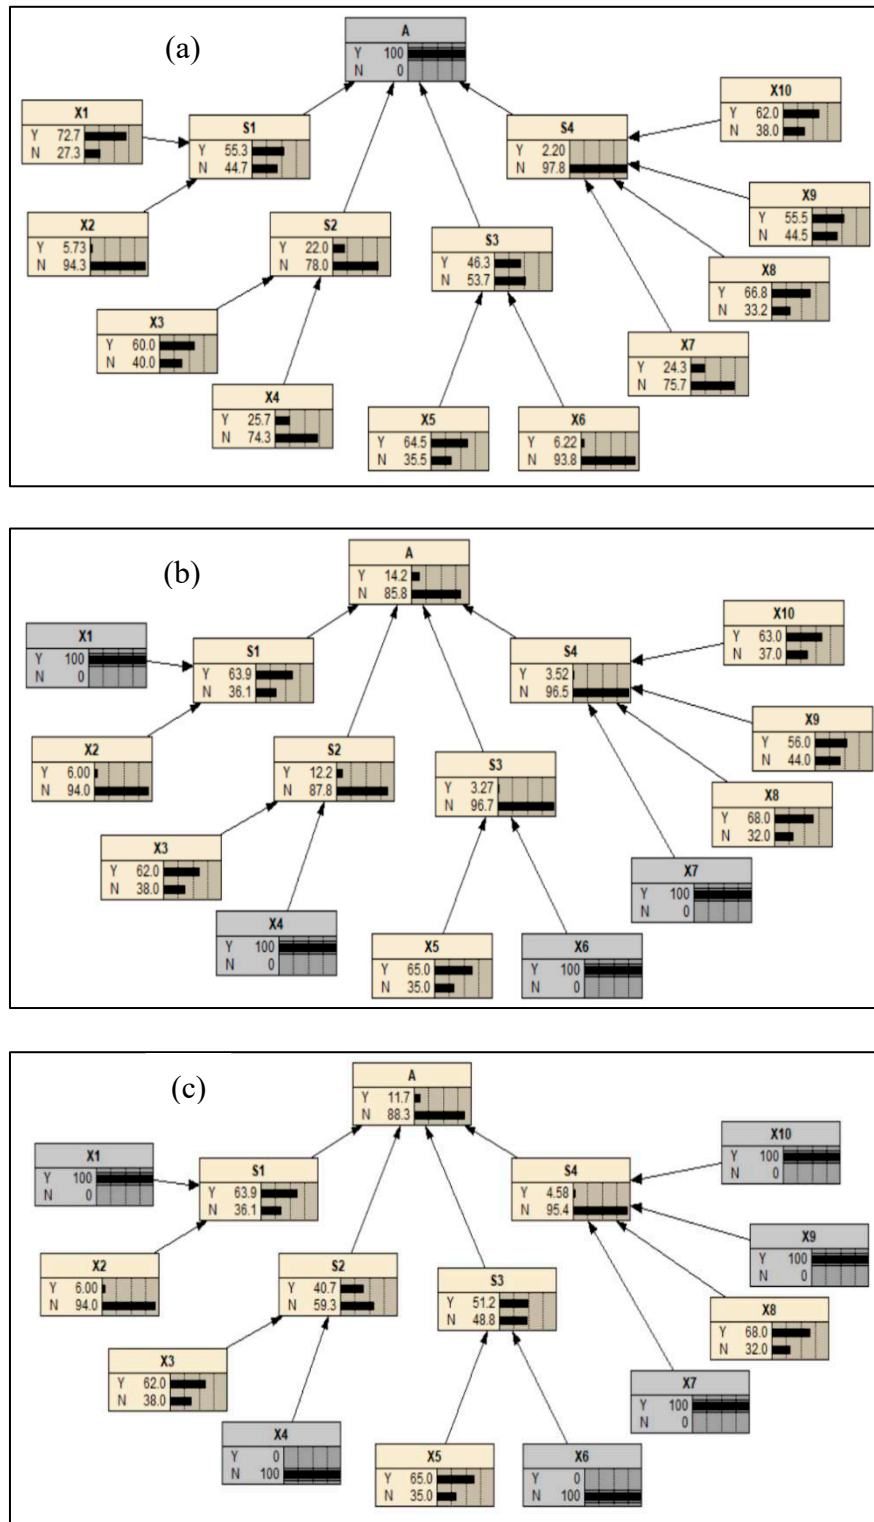 (a)
A
Y 100
N 0
X1
Y 72.7
N 27.3
S1
Y 55.3
N 44.7
S4
Y 2.20
N 97.8
X10
Y 62.0
N 38.0
X2
Y 5.73
N 94.3
S2
Y 22.0
N 78.0
S3
Y 46.3
N 53.7
X9
Y 55.5
N 44.5
X8
Y 66.8
N 33.2
X3
Y 60.0
N 40.0
X7
Y 24.3
N 75.7
X4
Y 25.7
N 74.3
X5
Y 64.5
N 35.5
X6
Y 6.22
N 93.8
(b)
A
Y 14.2
N 85.8
X1
Y 100
N 0
S1
Y 63.9
N 36.1
S4
Y 3.52
N 96.5
X10
Y 63.0
N 37.0
X2
Y 6.00
N 94.0
S2
Y 12.2
N 87.8
S3
Y 3.27
N 96.7
X9
Y 56.0
N 44.0
X8
Y 68.0
N 32.0
X3
Y 62.0
N 38.0
X7
Y 100
N 0
X4
Y 100
N 0
X5
Y 65.0
N 35.0
X6
Y 100
N 0
(c)
A
Y 11.7
N 88.3
X1
Y 100
N 0
S1
Y 63.9
N 36.1
S4
Y 4.58
N 95.4
X10
Y 100
N 0
X2
Y 6.00
N 94.0
S2
Y 40.7
N 59.3
S3
Y 51.2
N 48.8
X9
Y 100
N 0
X8
Y 68.0
N 32.0
X3
Y 62.0
N 38.0
X7
Y 100
N 0
X4
Y 0
N 100
X5
Y 65.0
N 35.0
X6
Y 0
N 100